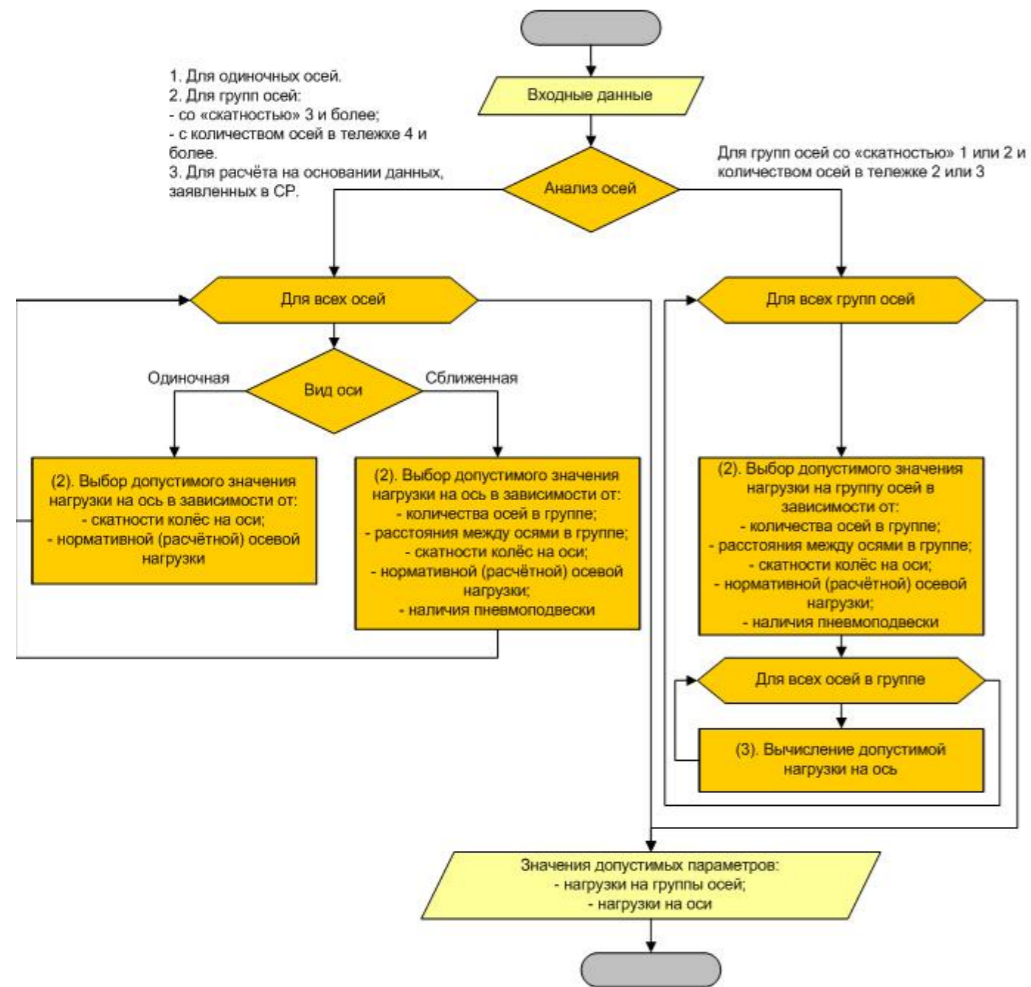 1. Для одиночных осей.
2. Для групп осей:
- со «скатностью» 3 и более;
- с количеством осей в тележке 4 и
более.
3. Для расчёта на основании данных,
заявленных в СР.
Входные данные
Для групп осей со «скатностью» 1 или 2 и
количеством осей в тележке 2 или 3
Анализ осей
Для всех осей
Для всех групп осей
Одиночная
Вид оси
Сближенная
(2). Выбор допустимого значения
нагрузки на ось в зависимости от:
- скатности колёс на оси;
- нормативной (расчётной) осевой
нагрузки
(2). Выбор допустимого значения
нагрузки на ось в зависимости от:
- количества осей в группе;
- расстояния между осями в группе;
- скатности колёс на оси;
- нормативной (расчётной) осевой
нагрузки;
- наличия пневмоподвески
(2). Выбор допустимого значения
нагрузки на группу осей в
зависимости от:
- количества осей в группе;
- расстояния между осями в группе;
- скатности колёс на оси;
- нормативной (расчётной) осевой
нагрузки;
- наличия пневмоподвески
Для всех осей в группе
(3). Вычисление допустимой
нагрузки на ось
Значения допустимых параметров:
- нагрузки на группы осей;
- нагрузки на оси